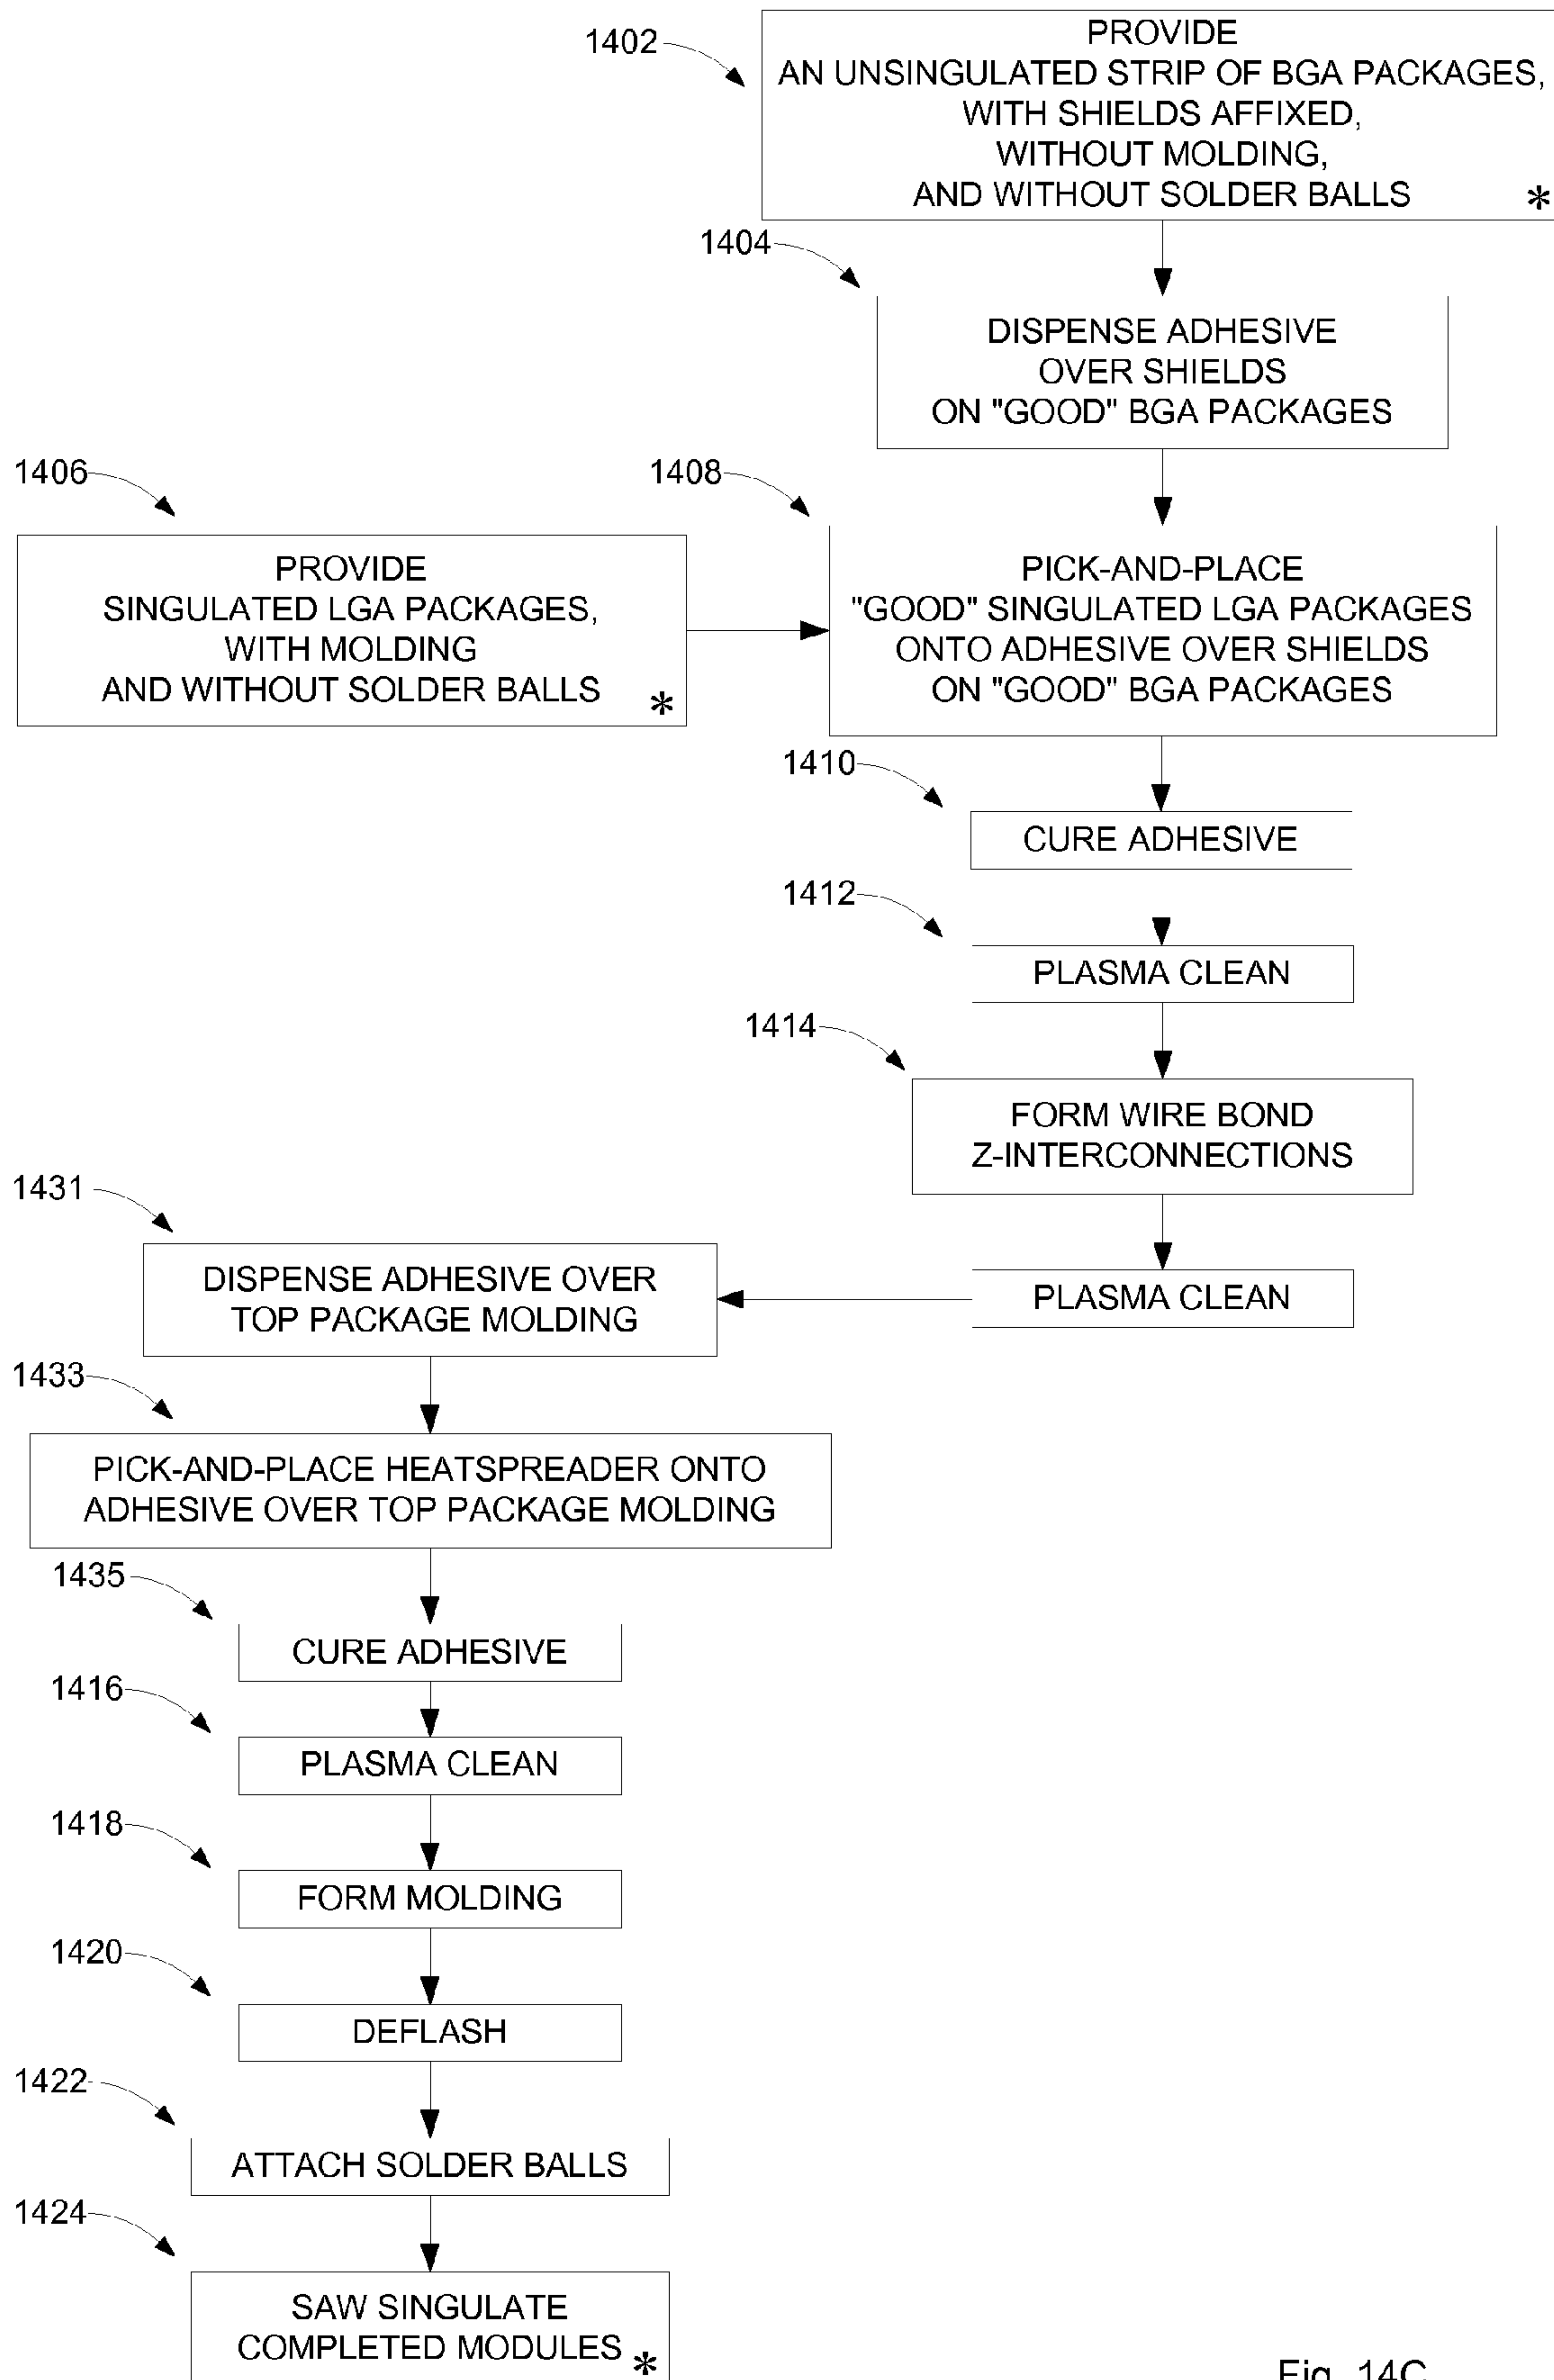 1402
PROVIDE
AN UNSINGULATED STRIP OF BGA PACKAGES,
WITH SHIELDS AFFIXED,
WITHOUT MOLDING,
AND WITHOUT SOLDER BALLS *
1404
DISPENSE ADHESIVE
OVER SHIELDS
ON "GOOD" BGA PACKAGES
1406
PROVIDE
SINGULATED LGA PACKAGES,
WITH MOLDING
AND WITHOUT SOLDER BALLS *
1408
PICK-AND-PLACE
"GOOD" SINGULATED LGA PACKAGES
ONTO ADHESIVE OVER SHIELDS
ON "GOOD" BGA PACKAGES
1410
CURE ADHESIVE
1412
PLASMA CLEAN
1414
FORM WIRE BOND
Z-INTERCONNECTIONS
PLASMA CLEAN
1431
DISPENSE ADHESIVE OVER
TOP PACKAGE MOLDING
1433
PICK-AND-PLACE HEATSPREADER ONTO
ADHESIVE OVER TOP PACKAGE MOLDING
1435
CURE ADHESIVE
1416
PLASMA CLEAN
1418
FORM MOLDING
1420
DEFLASH
1422
ATTACH SOLDER BALLS
1424
SAW SINGULATE
COMPLETED MODULES *
Fig. 14C